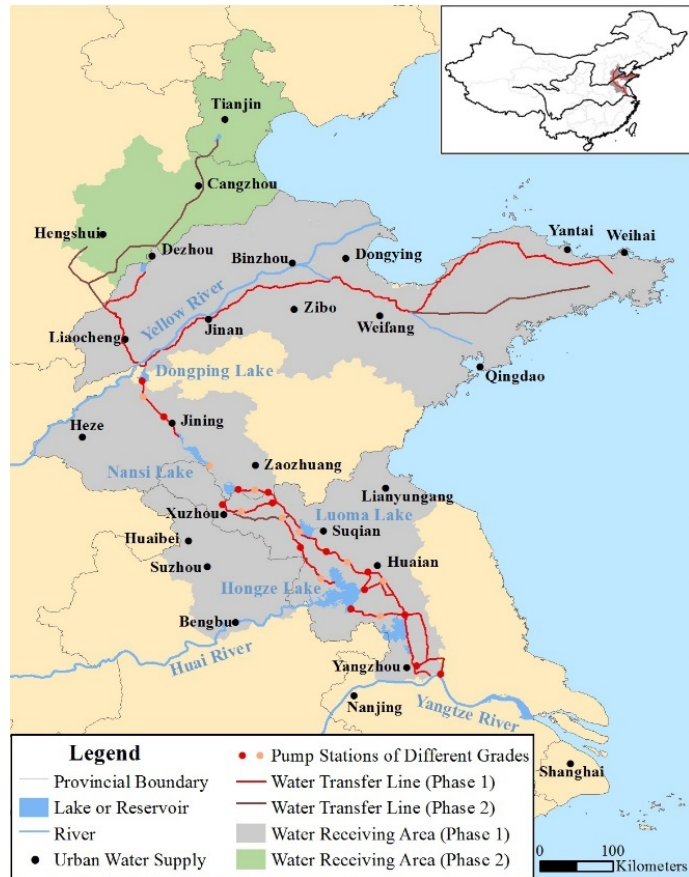 Tianjin
Cangzhou
Hengshui
Dezhou
Yantai
Weihai
Binzhou
Dongying
Yellow River
Zibo
Liaocheng
Jinan
Weifang
Dongping Lake
Qingdao
Jining
Heze
Nansi Lake
Zaozhuang
Lianyungang
Xuzhou
Luoma Lake
Suqian
Huaibei
Suzhou
Huaian
Hongze Lake
Bengbu
Huai River
Yangzhou
Nanjing
Yangtze River
Shanghai
Legend
Provincial Boundary
Lake or Reservoir
River
Urban Water Supply
Pump Stations of Different Grades
Water Transfer Line (Phase 1)
Water Transfer Line (Phase 2)
Water Receiving Area (Phase 1)
Water Receiving Area (Phase 2)
0 100
Kilometers